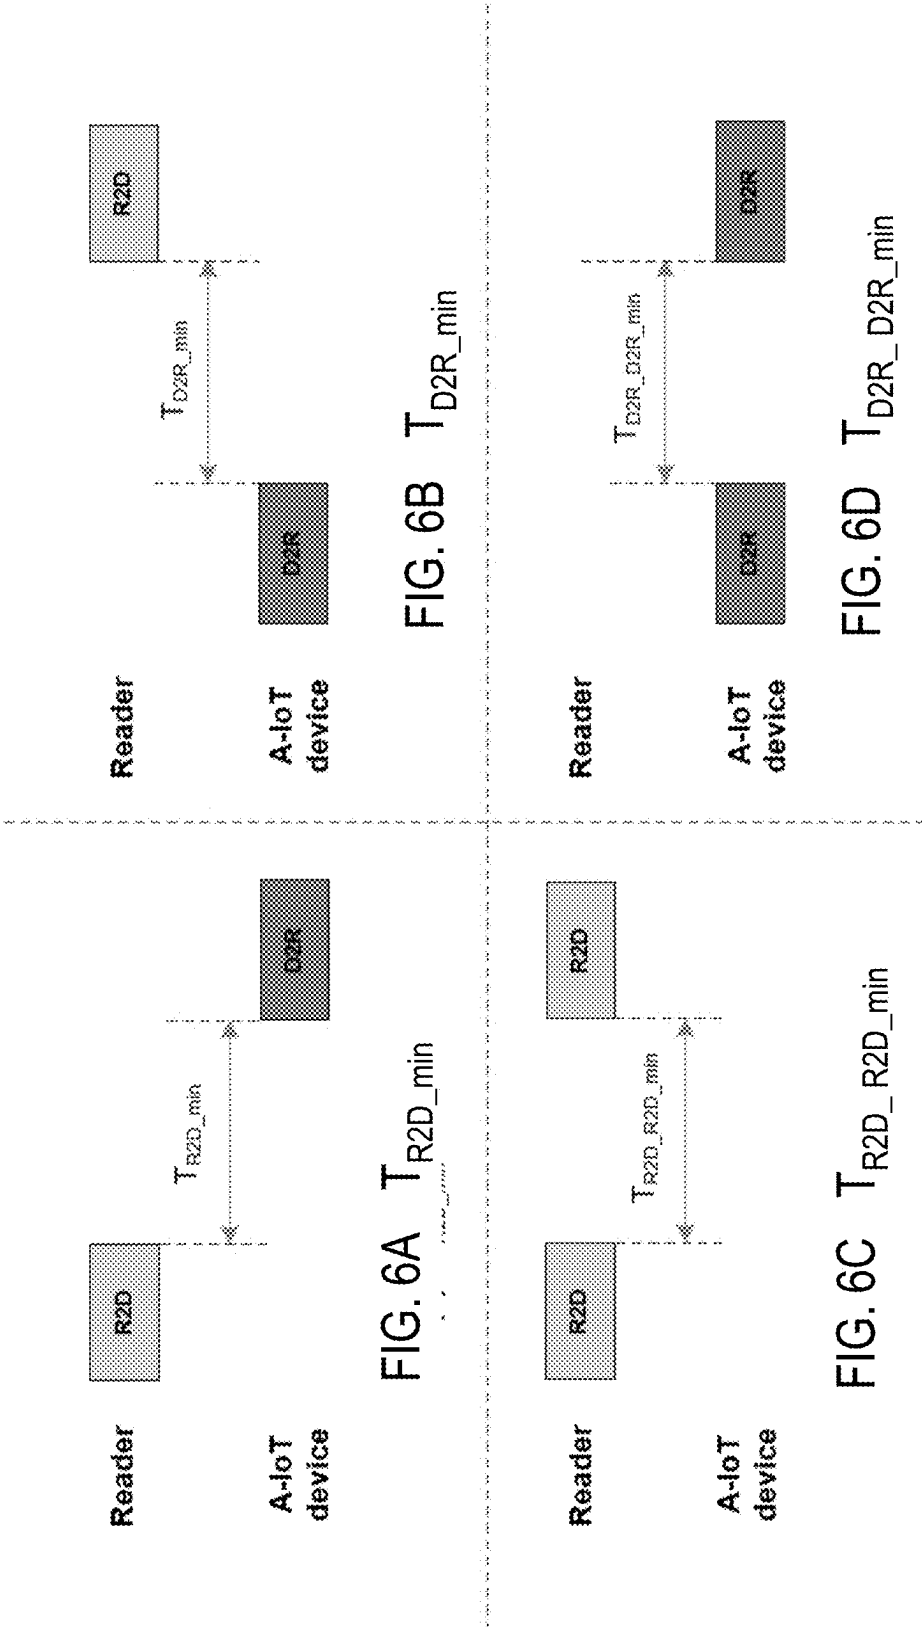 Reader
R2D
T_R2D_min
D2R
A-IoT
device
FIG. 6A T_R2D_min
Reader
R2D
T_D2R_min
D2R
A-IoT
device
FIG. 6B T_D2R_min
Reader
R2D
R2D
T_R2D_R2D_min
A-IoT
device
FIG. 6C T_R2D_ R2D_min
Reader
T_D2R_D2R_min
A-IoT
device
D2R
D2R
FIG. 6D T_D2R_ D2R_min